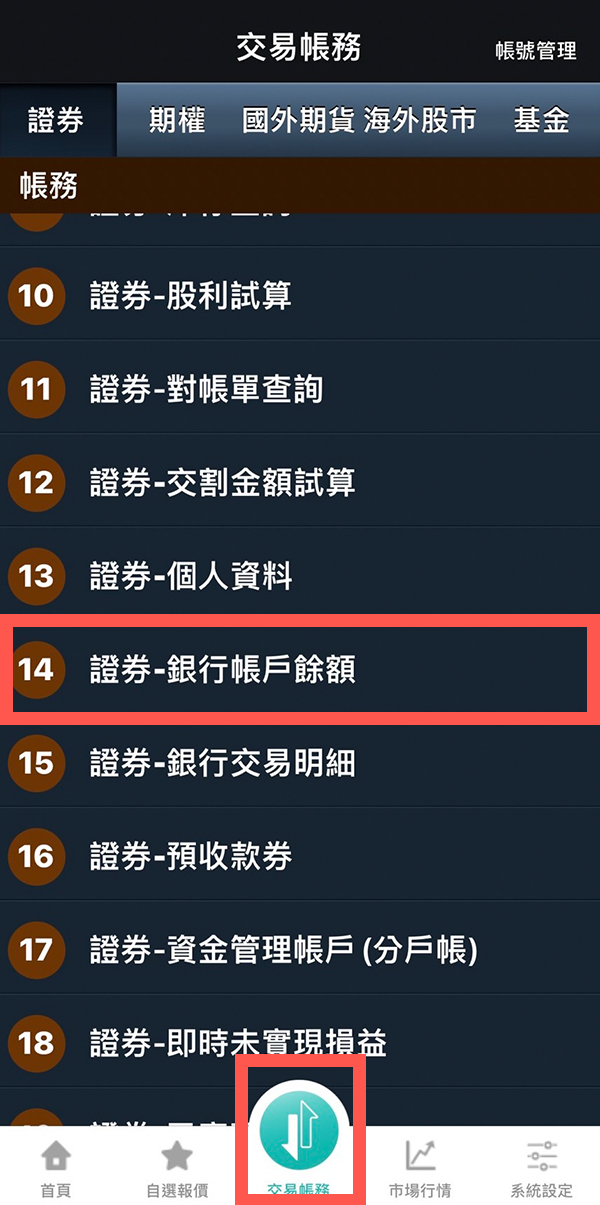 交易帳務
帳號管理
證券 期權 國外期貨 海外股市 基金
帳務
10 證券-股利試算
11 證券-對帳單查詢
12 證券-交割金額試算
13 證券-個人資料
14 證券-銀行帳戶餘額
15 證券-銀行交易明細
16 證券-預收款券
17 證券-資金管理帳戶 (分戶帳)
18 證券-即時未實現損益
首頁 自選報價 交易帳務 市場行情 系統設定